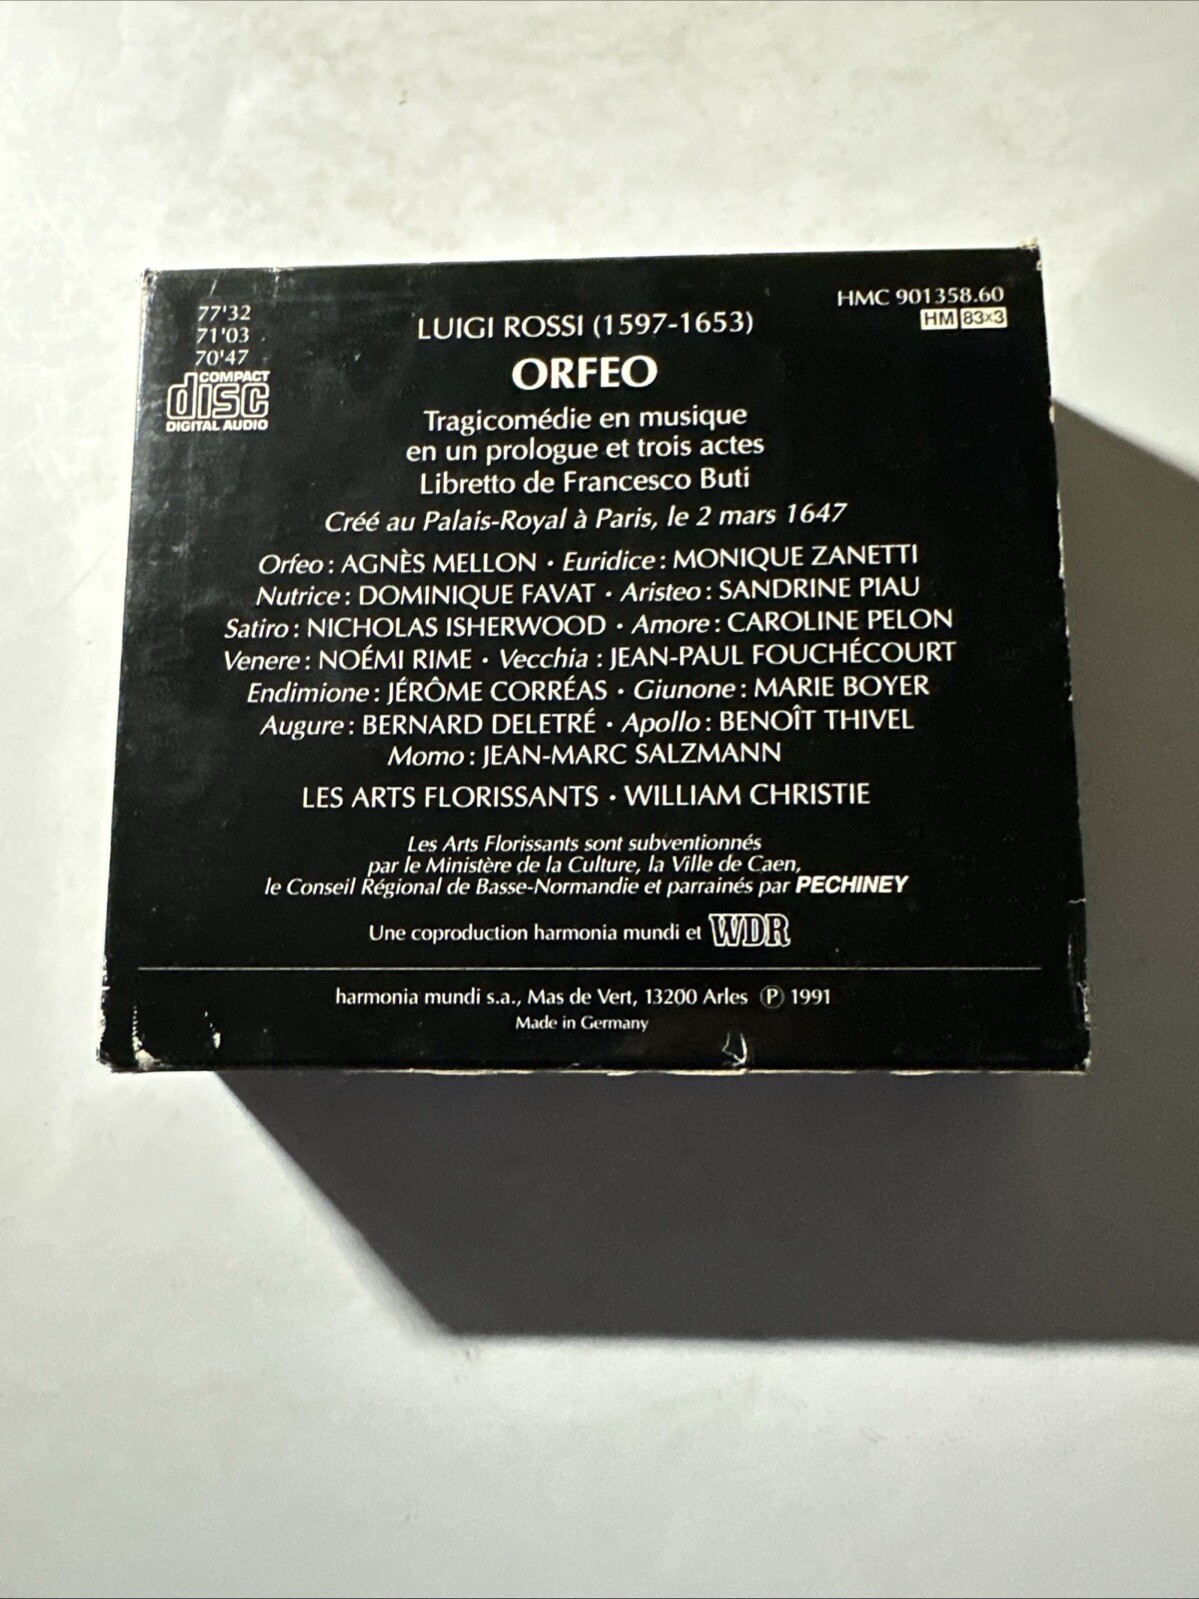 77'32
71'03
70'47
COMPACT
disc
DIGITAL AUDIO
HMC 901358.60
HM 83x3
LUIGI ROSSI (1597-1653)
ORFEO
Tragicomédie en musique
en un prologue et trois actes
Libretto de Francesco Buti
Créé au Palais-Royal à Paris, le 2 mars 1647
Orfeo : AGNÈS MELLON · Euridice : MONIQUE ZANETTI
Nutrice : DOMINIQUE FAVAT · Aristeo : SANDRINE PIAU
Satiro : NICHOLAS ISHERWOOD · Amore : CAROLINE PELON
Venere : NOÉMI RIME · Vecchia : JEAN-PAUL FOUCHÉCOURT
Endimione : JÉRÔME CORRÉAS · Giunone : MARIE BOYER
Augure : BERNARD DELETRÉ · Apollo : BENOÎT THIVEL
Momo : JEAN-MARC SALZMANN
LES ARTS FLORISSANTS · WILLIAM CHRISTIE
Les Arts Florissants sont subventionnés
par le Ministère de la Culture, la Ville de Caen,
le Conseil Régional de Basse-Normandie et parrainés par PECHINEY
Une coproduction harmonia mundi et WDR
harmonia mundi s.a., Mas de Vert, 13200 Arles Ⓟ 1991
Made in Germany